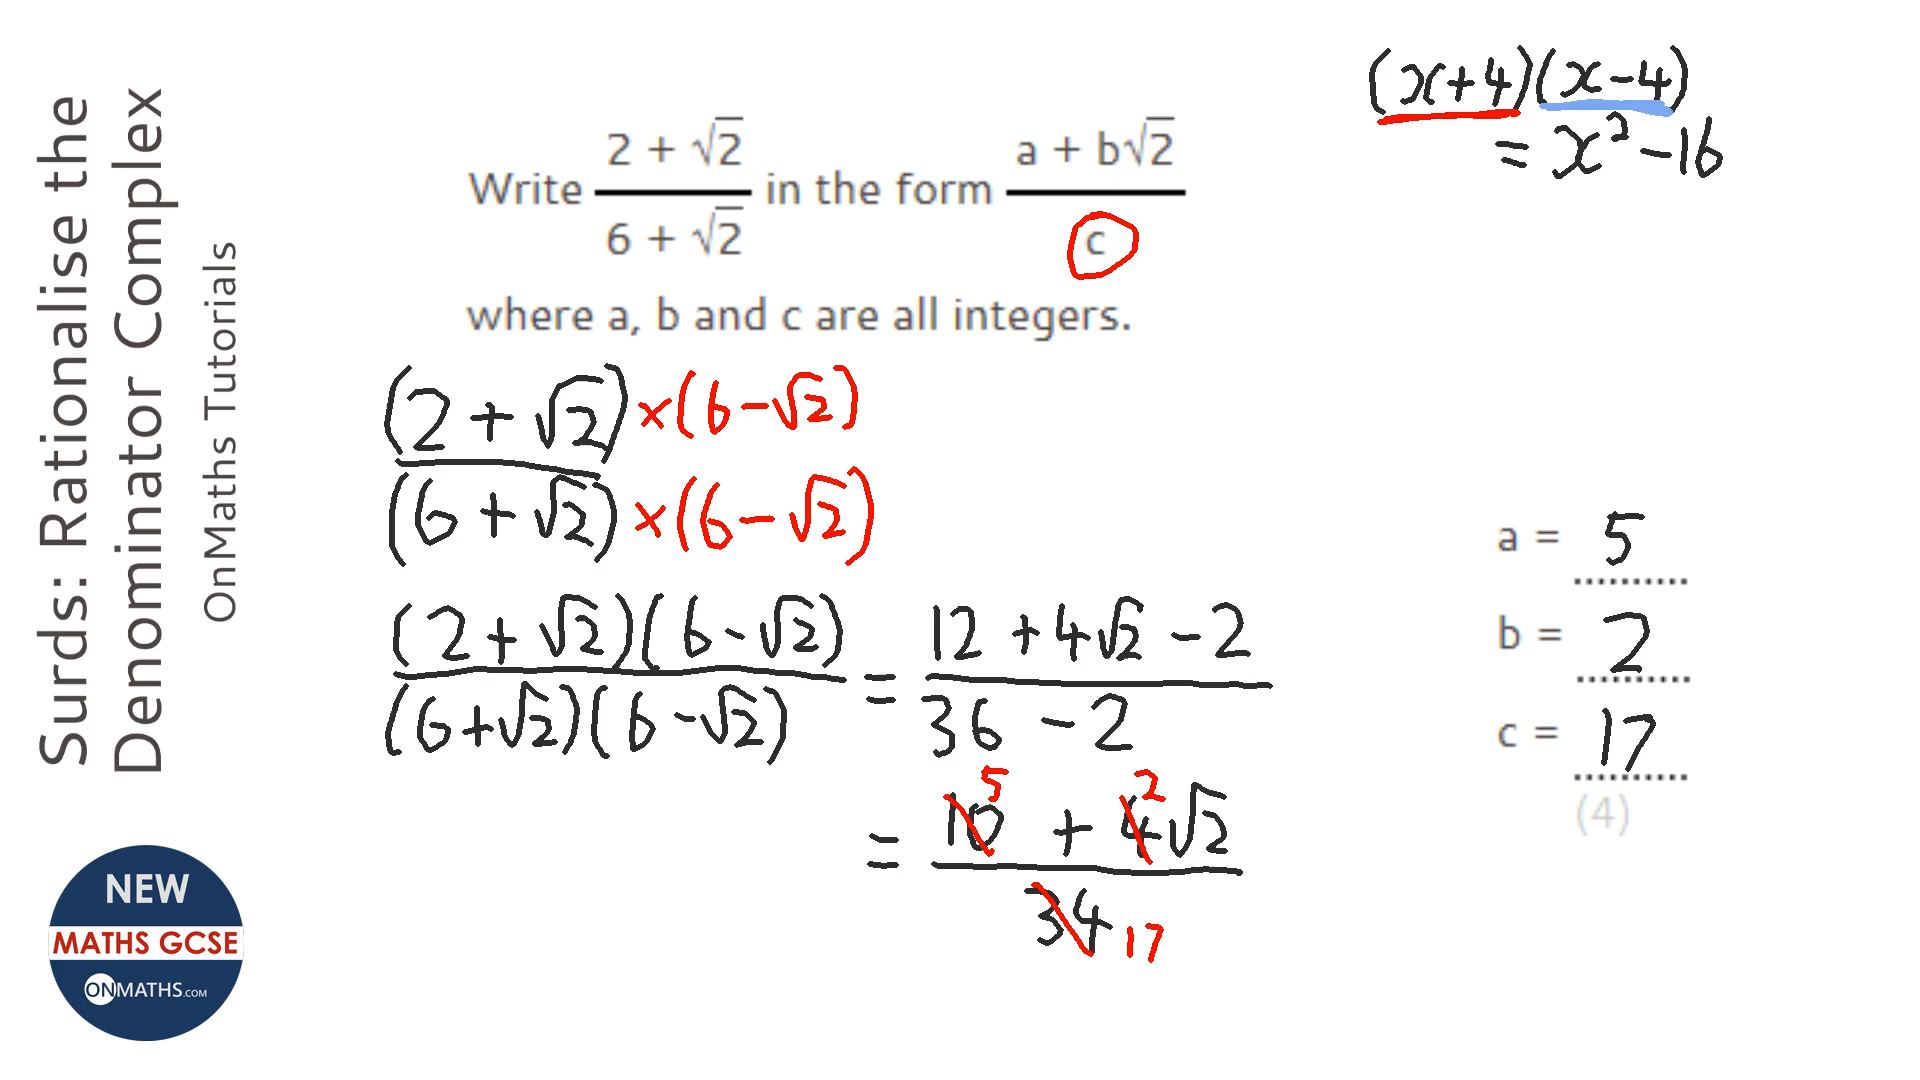 Surds: Rationalise the
Denominator Complex
OnMaths Tutorials
(x+4)(x-4)
= x² -16
Write (2 + √2)/(6 + √2) in the form (a + b√2)/c
where a, b and c are all integers.
(2 + √2) ×(6-√2)
(6 + √2) ×(6-√2)
(2+√2)(6-√2) = 12 +4√2 -2
(6+√2)(6-√2) 36 -2
5 2
= 10 + 4√2
34 17
a = 5
b = 2
c = 17
(4)
NEW
MATHS GCSE
ONMATHS.COM